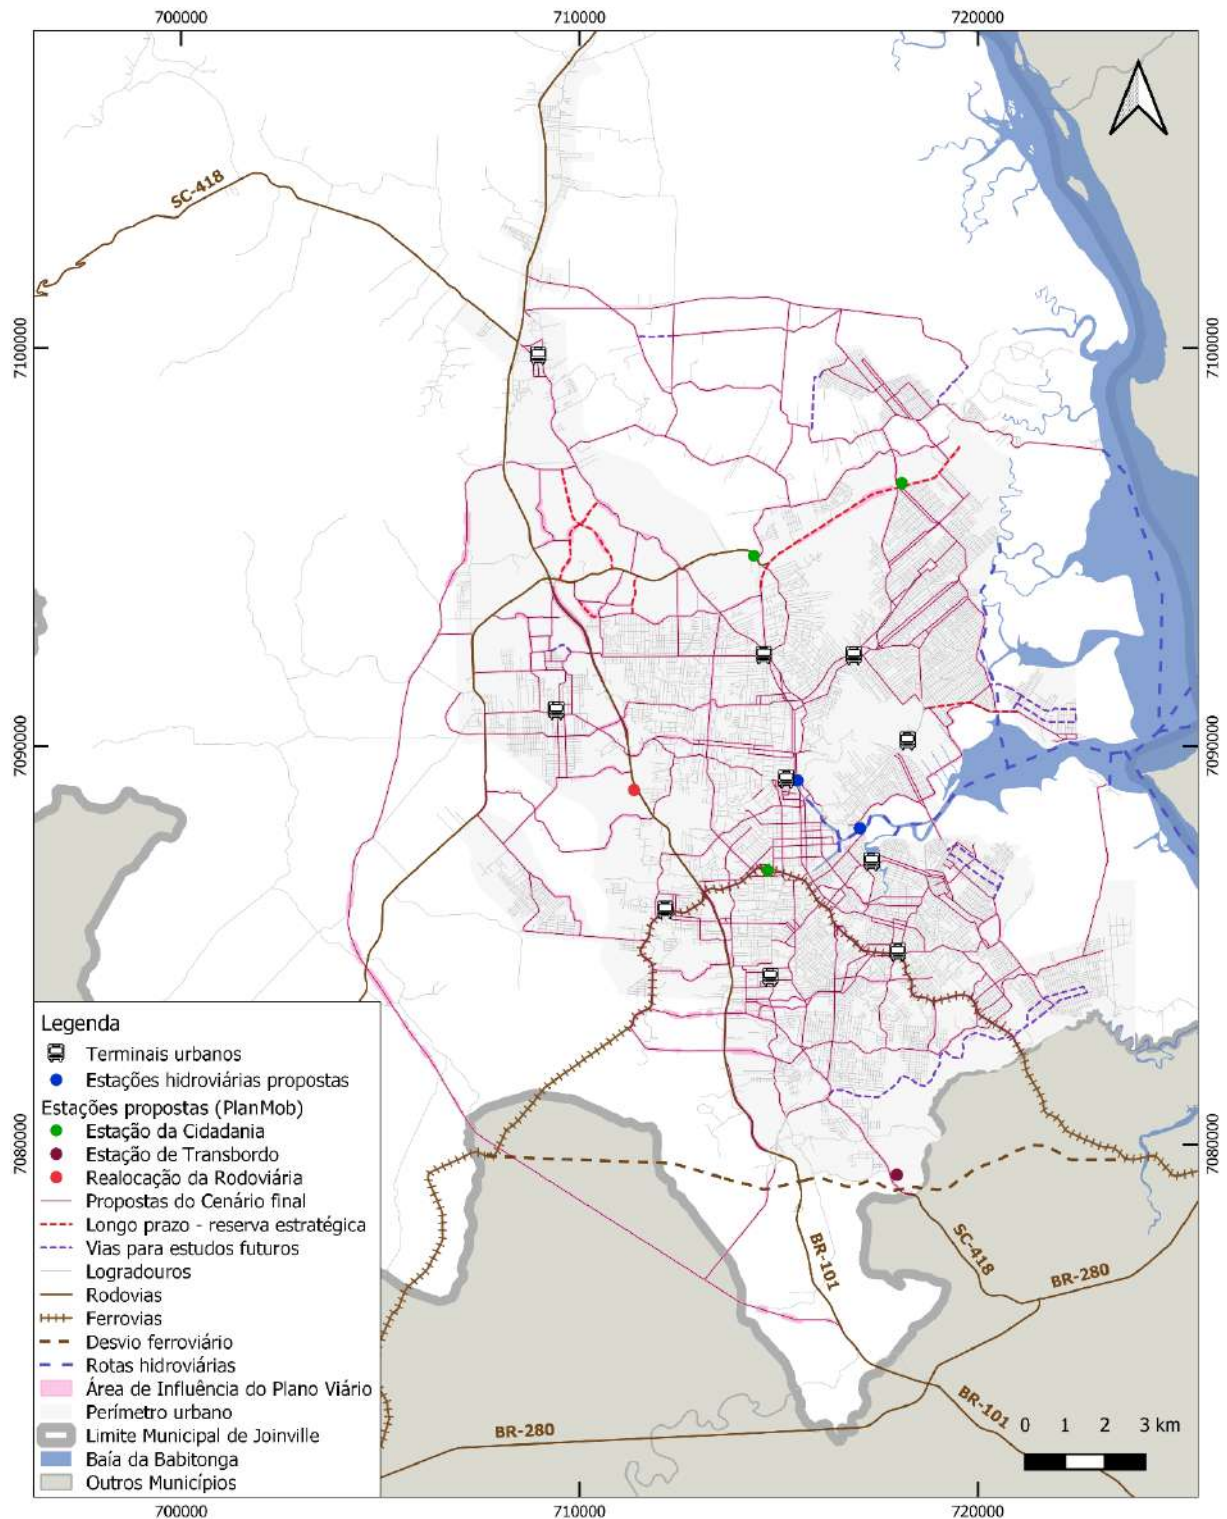 700000 710000 720000
SC-418
7100000 7100000
7090000 7090000
Legenda
Terminais urbanos
Estações hidroviárias propostas
Estações propostas (PlanMob)
Estação da Cidadania
Estação de Transbordo
Realocação da Rodoviária
Propostas do Cenário final
Longo prazo - reserva estratégica
Vias para estudos futuros
Logradouros
Rodovias
Ferrovias
Desvio ferroviário
Rotas hidroviárias
Área de Influência do Plano Viário
Perímetro urbano
Limite Municipal de Joinville
Baía da Babitonga
Outros Municípios
7080000 7080000
BR-101
SC-418
BR-280
BR-280
BR-101
0 1 2 3 km
700000 710000 720000